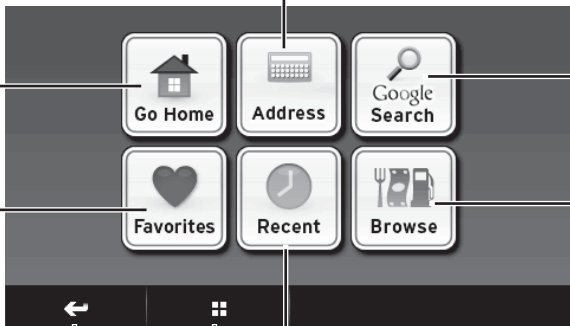 Go Home
Address
Google
Search
Favorites
Recent
Browse